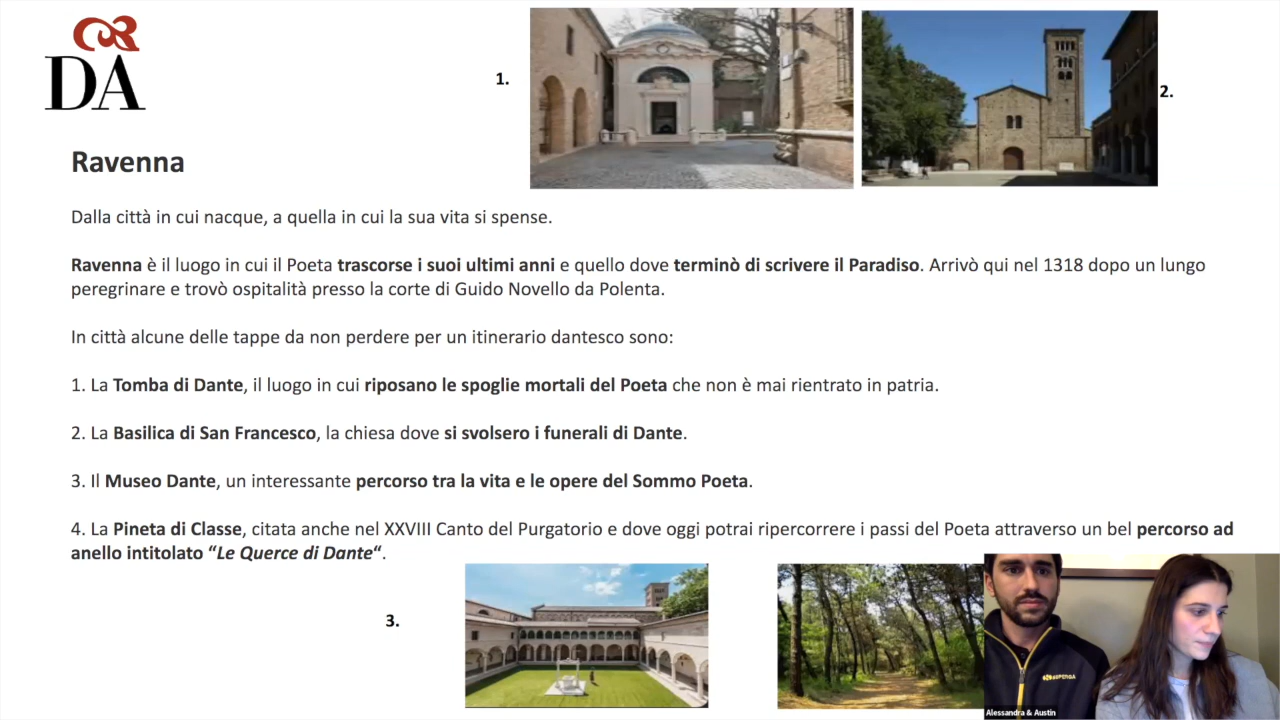 DA
1.
2.
Ravenna
Dalla città in cui nacque, a quella in cui la sua vita si spense.
Ravenna è il luogo in cui il Poeta trascorse i suoi ultimi anni e quello dove terminò di scrivere il Paradiso. Arrivò qui nel 1318 dopo un lungo
peregrinare e trovò ospitalità presso la corte di Guido Novello da Polenta.
In città alcune delle tappe da non perdere per un itinerario dantesco sono:
1. La Tomba di Dante, il luogo in cui riposano le spoglie mortali del Poeta che non è mai rientrato in patria.
2. La Basilica di San Francesco, la chiesa dove si svolsero i funerali di Dante.
3. Il Museo Dante, un interessante percorso tra la vita e le opere del Sommo Poeta.
4. La Pineta di Classe, citata anche nel XXVIII Canto del Purgatorio e dove oggi potrai ripercorrere i passi del Poeta attraverso un bel percorso ad
anello intitolato “Le Querce di Dante“.
3.
SUPERGA
Alessandra & Austin